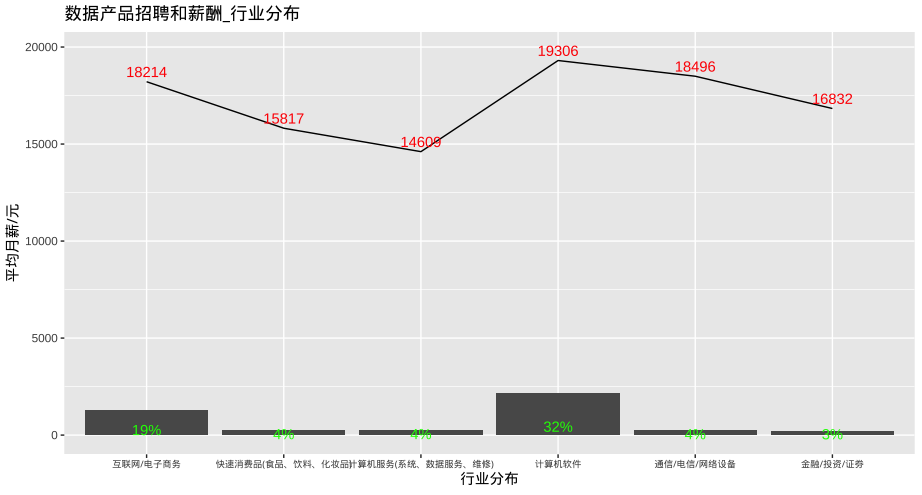 数据产品招聘和薪酬_行业分布
20000
15000
10000
5000
0
平均月薪/元
18214
15817
14609
19306
18496
16832
19%
4%
4%
32%
4%
3%
互联网/电子商务
快速消费品(食品、饮料、化妆品)
计算机服务(系统、数据服务、维修)
计算机软件
通信/电信/网络设备
金融/投资/证券
行业分布